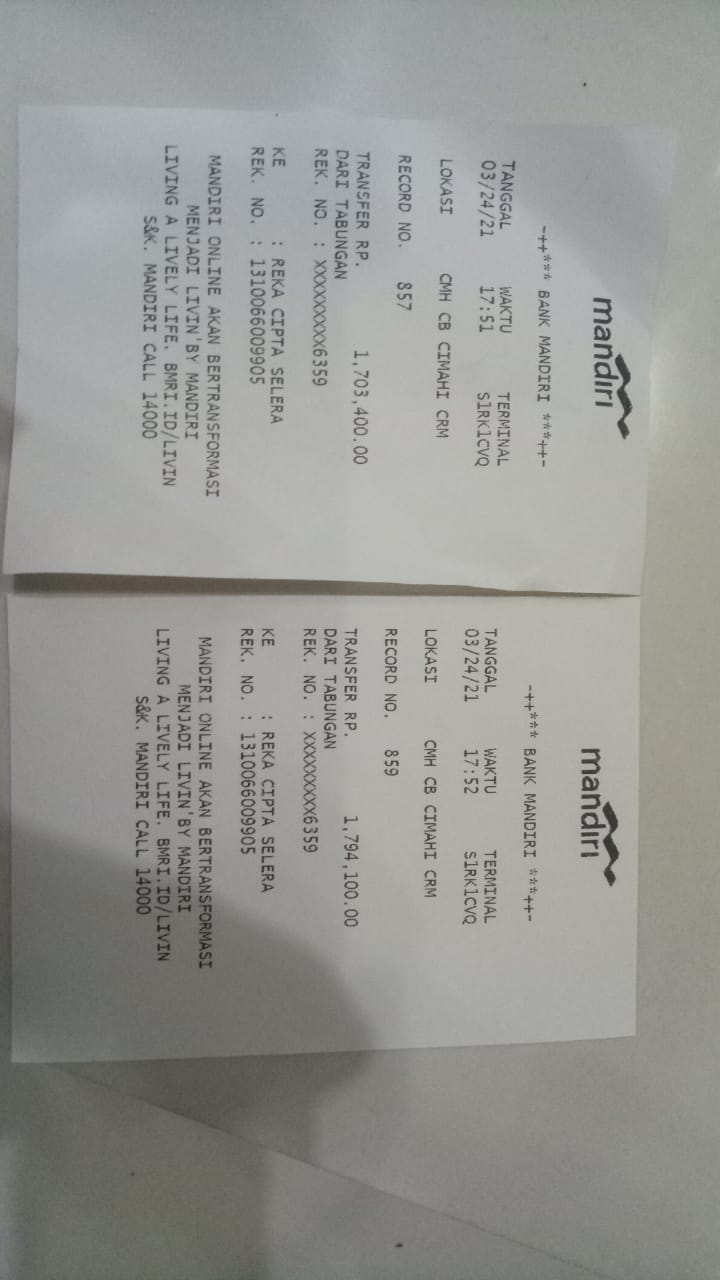 mandiri
-++*** BANK MANDIRI ***++-
TANGGAL WAKTU TERMINAL
03/24/21 17:51 S1RK1CVQ
LOKASI CMH CB CIMAHI CRM
RECORD NO. 857
TRANSFER RP. 1,703,400.00
DARI TABUNGAN
REK. NO. : XXXXXXXXX6359
KE : REKA CIPTA SELERA
REK. NO. : 1310066009905
MANDIRI ONLINE AKAN BERTRANSFORMASI
MENJADI LIVIN'BY MANDIRI
LIVING A LIVELY LIFE. BMRI.ID/LIVIN
S&K. MANDIRI CALL 14000
mandiri
-++*** BANK MANDIRI ***++-
TANGGAL WAKTU TERMINAL
03/24/21 17:52 S1RK1CVQ
LOKASI CMH CB CIMAHI CRM
RECORD NO. 859
TRANSFER RP. 1,794,100.00
DARI TABUNGAN
REK. NO. : XXXXXXXXX6359
KE : REKA CIPTA SELERA
REK. NO. : 1310066009905
MANDIRI ONLINE AKAN BERTRANSFORMASI
MENJADI LIVIN'BY MANDIRI
LIVING A LIVELY LIFE. BMRI.ID/LIVIN
S&K. MANDIRI CALL 14000